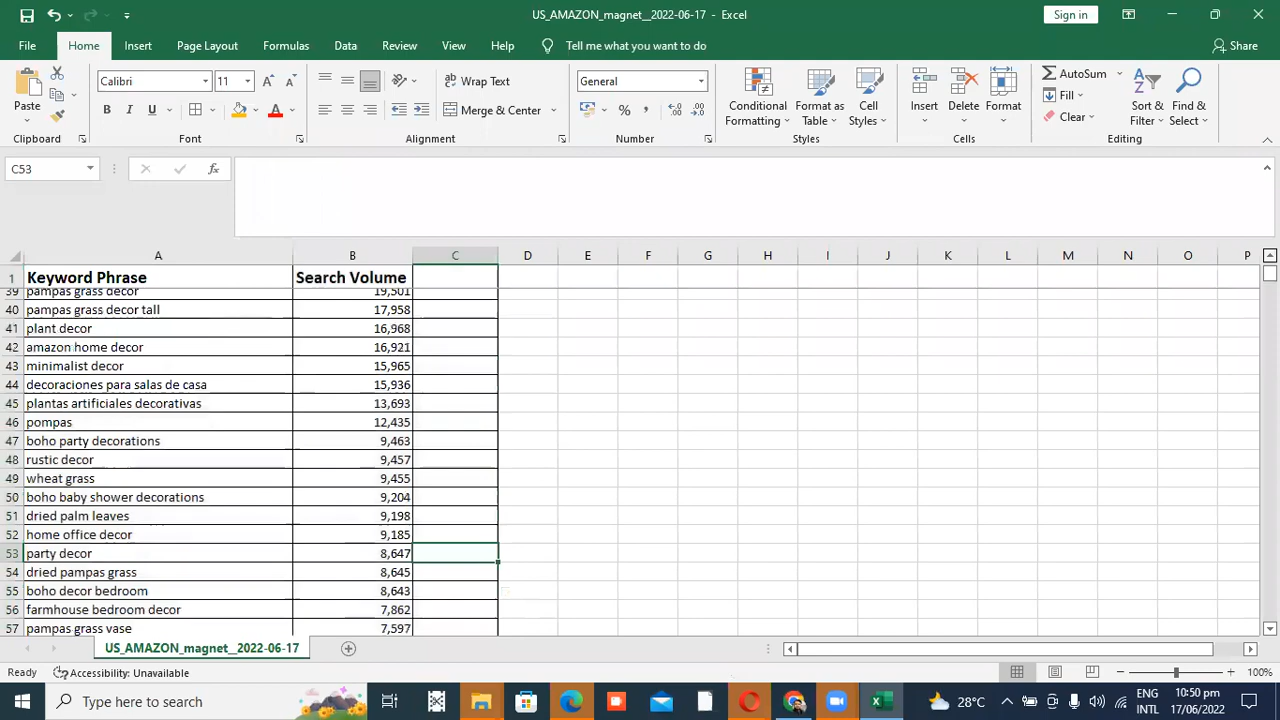 US_AMAZON_magnet__2022-06-17 - Excel
Sign in
File Home Insert Page Layout Formulas Data Review View Help Tell me what you want to do Share
Paste
Clipboard
Calibri 11
B I U
Font
Wrap Text
Merge & Center
Alignment
General
Number
Conditional Formatting
Format as Table
Cell Styles
Styles
Insert Delete Format
Cells
AutoSum
Fill
Clear
Sort & Filter
Find & Select
Editing
C53
fx
A B C D E F G H I J K L M N O P
1 Keyword Phrase Search Volume
39 pampas grass decor 19,501
40 pampas grass decor tall 17,958
41 plant decor 16,968
42 amazon home decor 16,921
43 minimalist decor 15,965
44 decoraciones para salas de casa 15,936
45 plantas artificiales decorativas 13,693
46 pompas 12,435
47 boho party decorations 9,463
48 rustic decor 9,457
49 wheat grass 9,455
50 boho baby shower decorations 9,204
51 dried palm leaves 9,198
52 home office decor 9,185
53 party decor 8,647
54 dried pampas grass 8,645
55 boho decor bedroom 8,643
56 farmhouse bedroom decor 7,862
57 pampas grass vase 7,597
US_AMAZON_magnet__2022-06-17
Ready Accessibility: Unavailable 100%
Type here to search
28°C
ENG
INTL
10:50 pm
17/06/2022